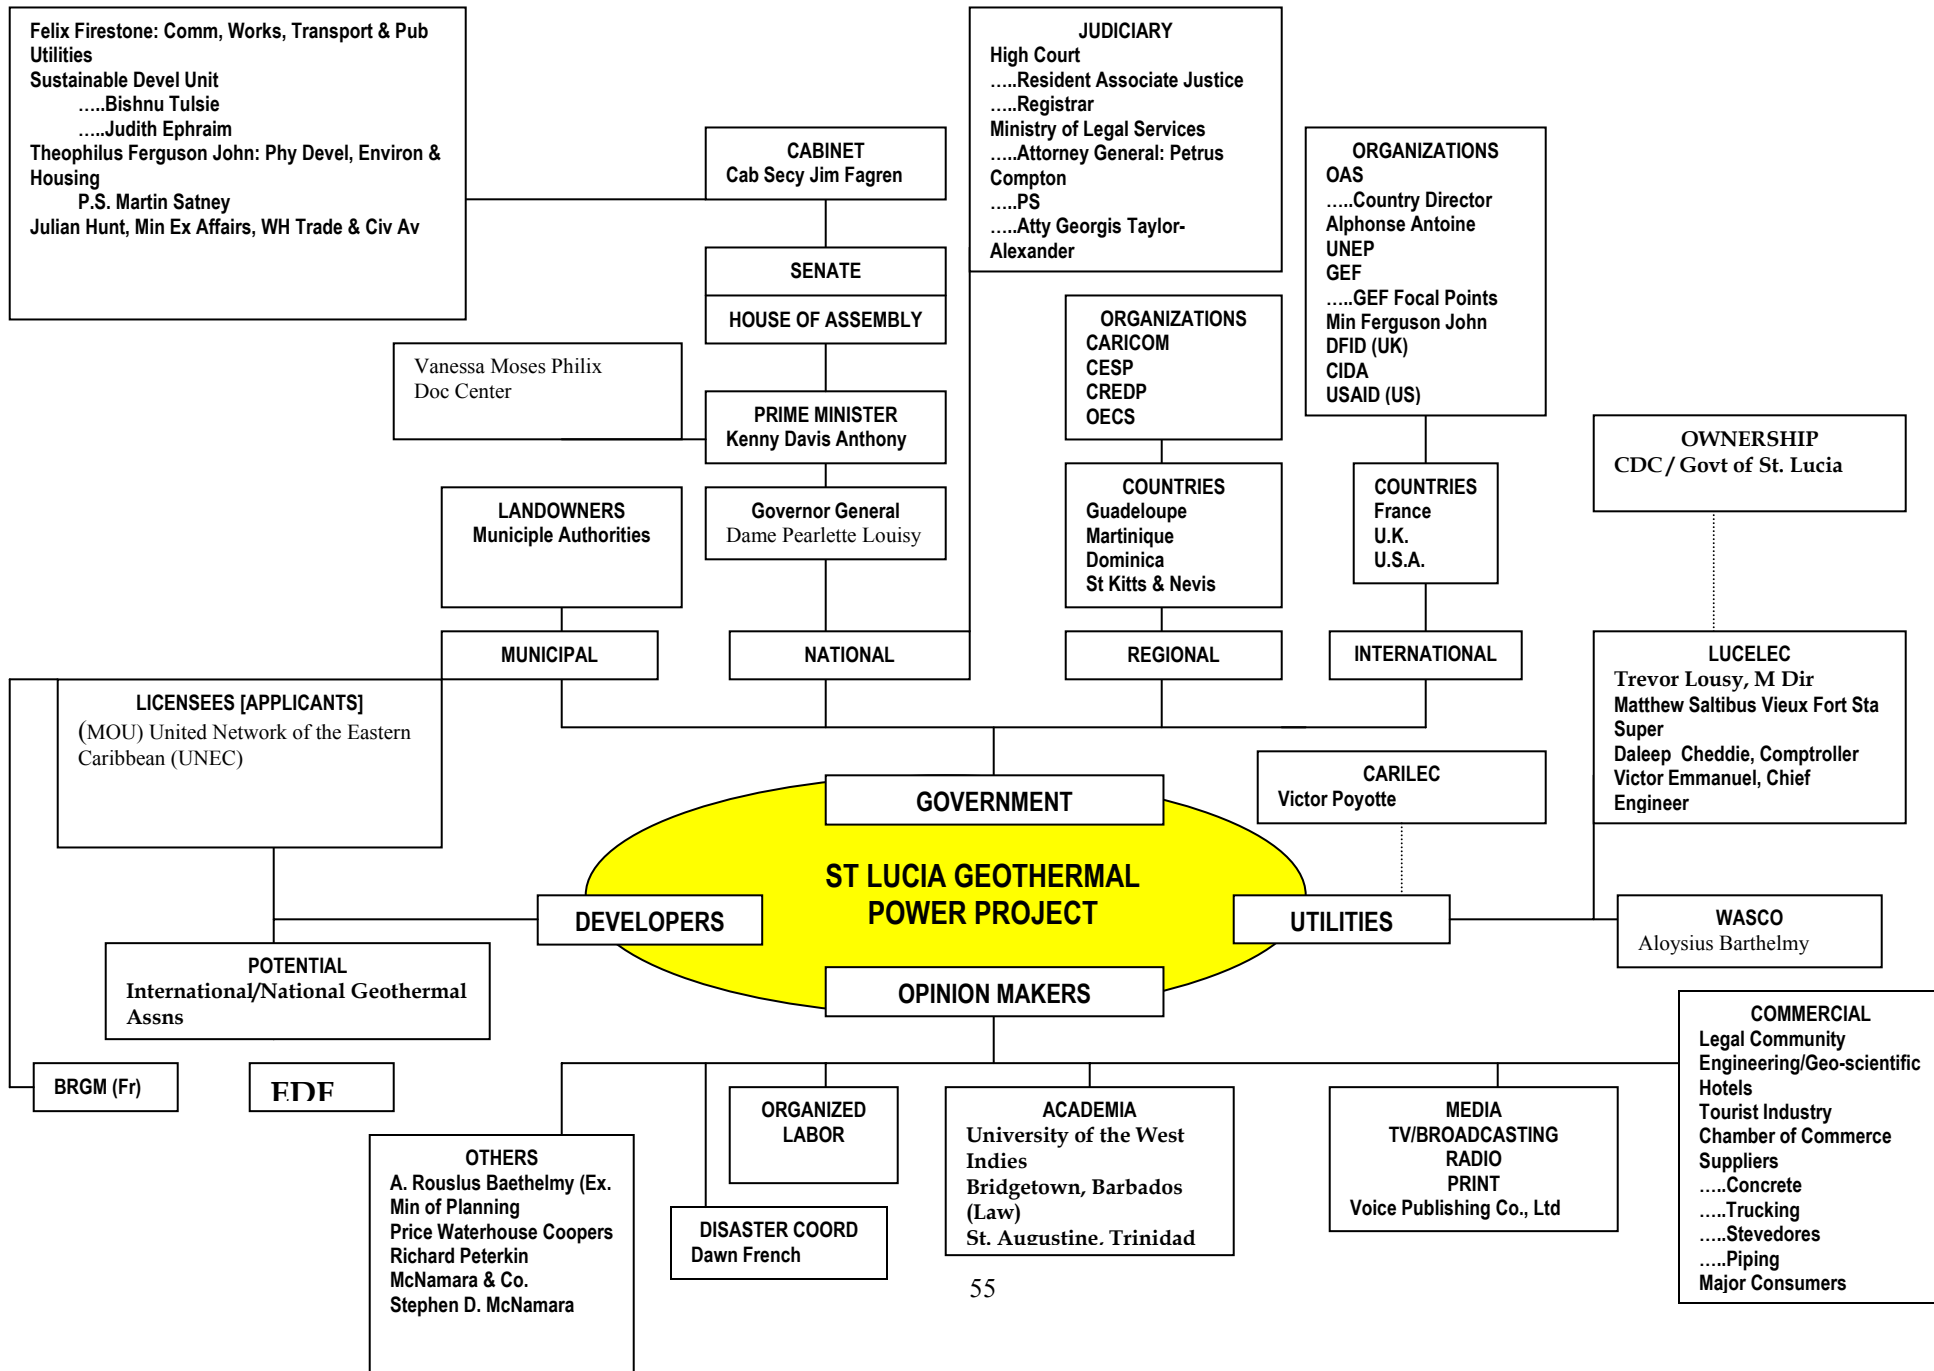 Felix Firestone: Comm, Works, Transport & Pub
Utilities
Sustainable Devel Unit
…..Bishnu Tulsie
…..Judith Ephraim
Theophilus Ferguson John: Phy Devel, Environ &
Housing
P.S. Martin Satney
Julian Hunt, Min Ex Affairs, WH Trade & Civ Av
CABINET
Cab Secy Jim Fagren
SENATE
HOUSE OF ASSEMBLY
Vanessa Moses Philix
Doc Center
PRIME MINISTER
Kenny Davis Anthony
LANDOWNERS
Municiple Authorities
Governor General
Dame Pearlette Louisy
JUDICIARY
High Court
…..Resident Associate Justice
…..Registrar
Ministry of Legal Services
…..Attorney General: Petrus
Compton
…..PS
…..Atty Georgis Taylor-
Alexander
ORGANIZATIONS
CARICOM
CESP
CREDP
OECS
COUNTRIES
Guadeloupe
Martinique
Dominica
St Kitts & Nevis
ORGANIZATIONS
OAS
…..Country Director
Alphonse Antoine
UNEP
GEF
…..GEF Focal Points
Min Ferguson John
DFID (UK)
CIDA
USAID (US)
COUNTRIES
France
U.K.
U.S.A.
OWNERSHIP
CDC / Govt of St. Lucia
MUNICIPAL
NATIONAL
REGIONAL
INTERNATIONAL
LUCELEC
Trevor Lousy, M Dir
Matthew Saltibus Vieux Fort Sta
Super
Daleep Cheddie, Comptroller
Victor Emmanuel, Chief
Engineer
LICENSEES [APPLICANTS]
(MOU) United Network of the Eastern
Caribbean (UNEC)
CARILEC
Victor Poyotte
GOVERNMENT
ST LUCIA GEOTHERMAL
POWER PROJECT
DEVELOPERS
UTILITIES
OPINION MAKERS
WASCO
Aloysius Barthelmy
POTENTIAL
International/National Geothermal
Assns
BRGM (Fr)
EDF
OTHERS
A. Rouslus Baethelmy (Ex.
Min of Planning
Price Waterhouse Coopers
Richard Peterkin
McNamara & Co.
Stephen D. McNamara
DISASTER COORD
Dawn French
ORGANIZED
LABOR
ACADEMIA
University of the West
Indies
Bridgetown, Barbados
(Law)
St. Augustine, Trinidad
MEDIA
TV/BROADCASTING
RADIO
PRINT
Voice Publishing Co., Ltd
COMMERCIAL
Legal Community
Engineering/Geo-scientific
Hotels
Tourist Industry
Chamber of Commerce
Suppliers
…..Concrete
…..Trucking
…..Stevedores
…..Piping
Major Consumers
55